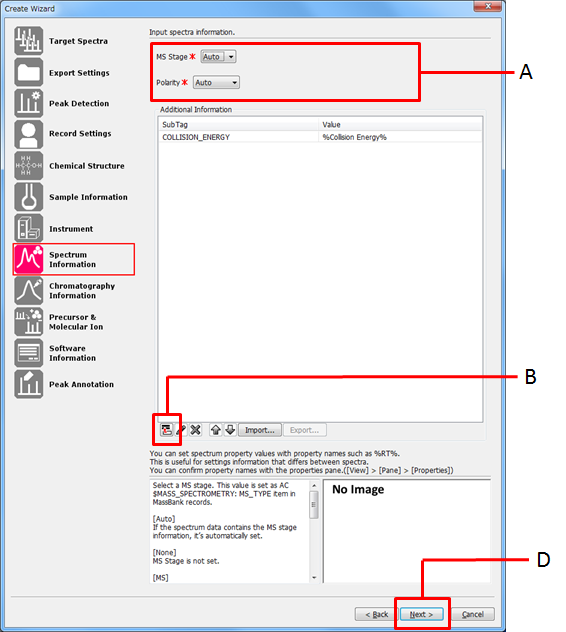 Create Wizard
Target Spectra
Export Settings
Peak Detection
Record Settings
Chemical Structure
Sample Information
Instrument
Spectrum
Information
Chromatography
Information
Precursor &
Molecular Ion
Software
Information
Peak Annotation
Input spectra information.
MS Stage * Auto
Polarity * Auto
A
Additional Information
SubTag Value
COLLISION_ENERGY %Collision Energy%
B
Import... Export...
You can set spectrum property values with property names such as %RT%.
This is useful for settings information that differs between spectra.
You can confirm property names with the properties pane.([View] > [Pane] > [Properties])
Select a MS stage. This value is set as AC
$MASS_SPECTROMETRY: MS_TYPE item in
MassBank records.
[Auto]
If the spectrum data contains the MS stage
information, it's automatically set.
[None]
MS Stage is not set.
[MS]
No Image
D
< Back Next > Cancel